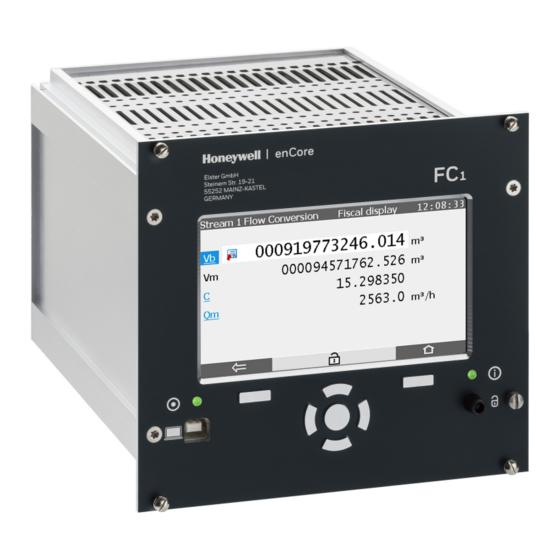 Honeywell | enCore
Elster GmbH
Steinern Str. 19-21
55252 MAINZ-KASTEL
GERMANY
FC1
Stream 1 Flow Conversion Fiscal display 12:08:33
Vb 000919773246.014 m³
Vm 000094571762.526 m³
C 15.298350
Qm 2563.0 m³/h